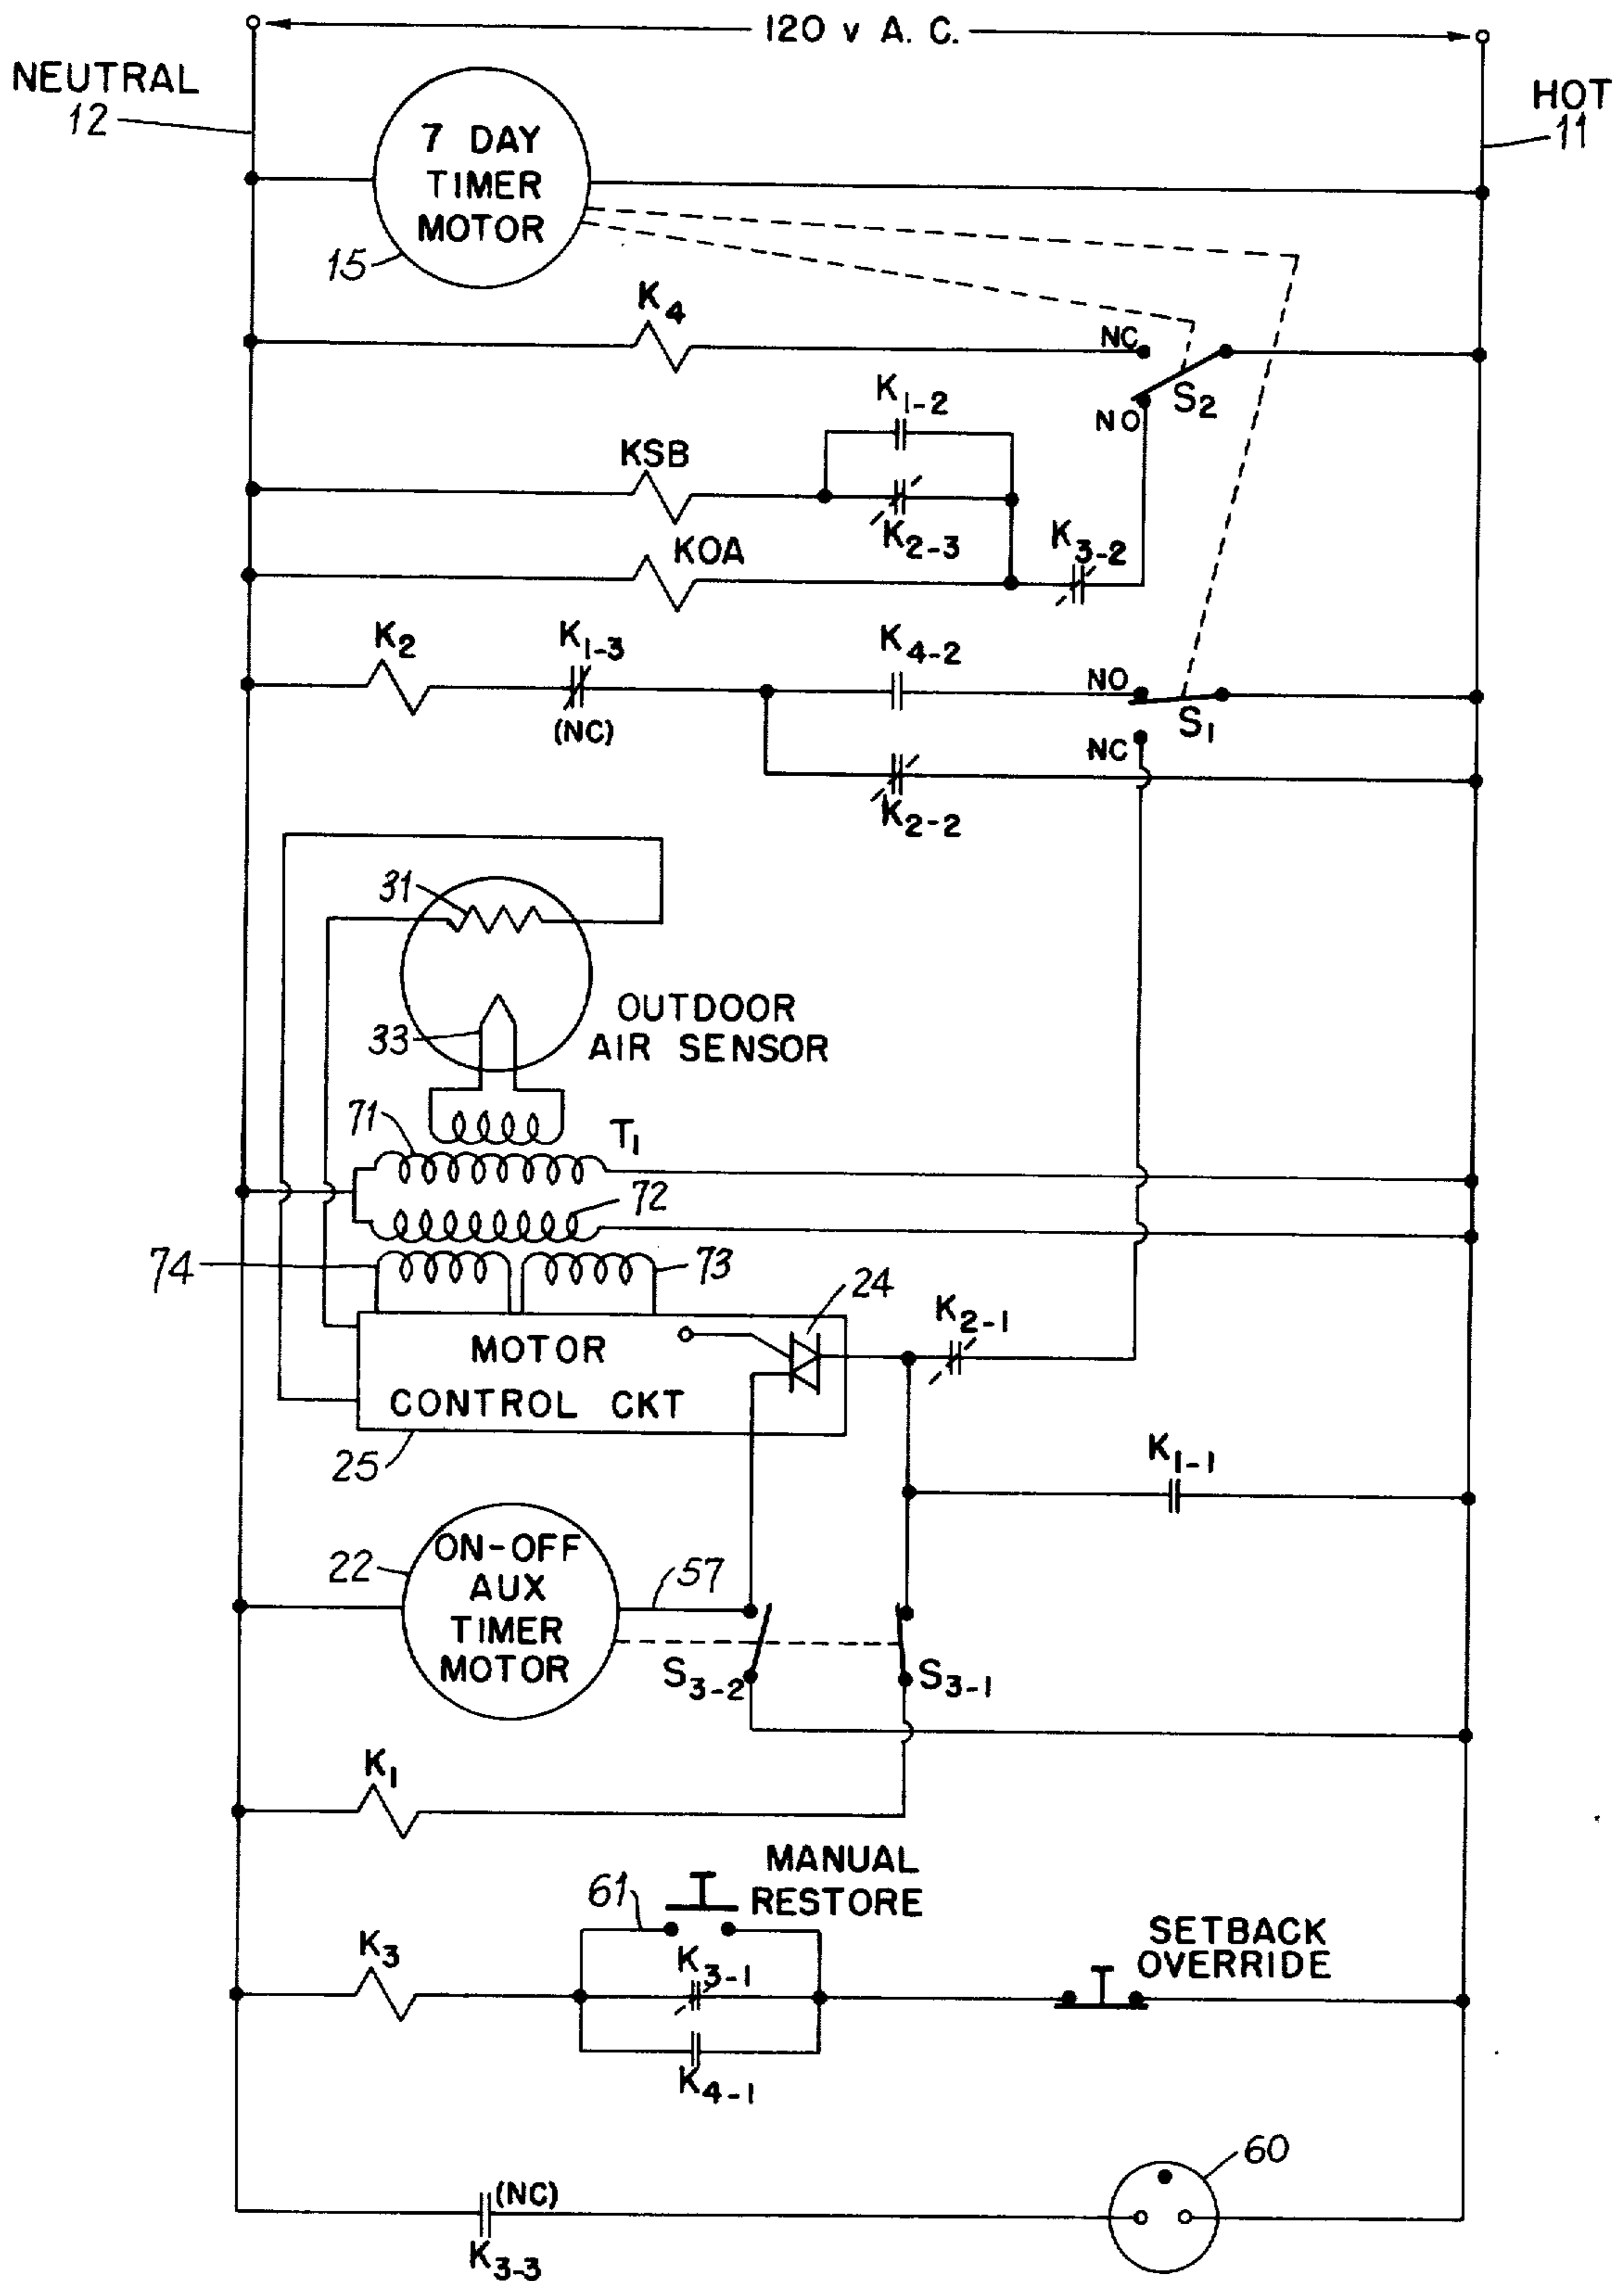 120 v A. C.
NEUTRAL
12
HOT
11
7 DAY
TIMER
MOTOR
15
K4
NC
S2
NO
K1-2
KSB
K2-3
KOA
K3-2
K2
K1-3
(NC)
K4-2
NO
S1
NC
K2-2
31
OUTDOOR
AIR SENSOR
33
71
T1
72
74
73
24
K2-1
MOTOR
CONTROL CKT
25
K1-1
ON-OFF
AUX
TIMER
MOTOR
22
57
S3-2
S3-1
K1
MANUAL
RESTORE
61
SETBACK
OVERRIDE
K3
K3-1
K4-1
60
(NC)
K3-3